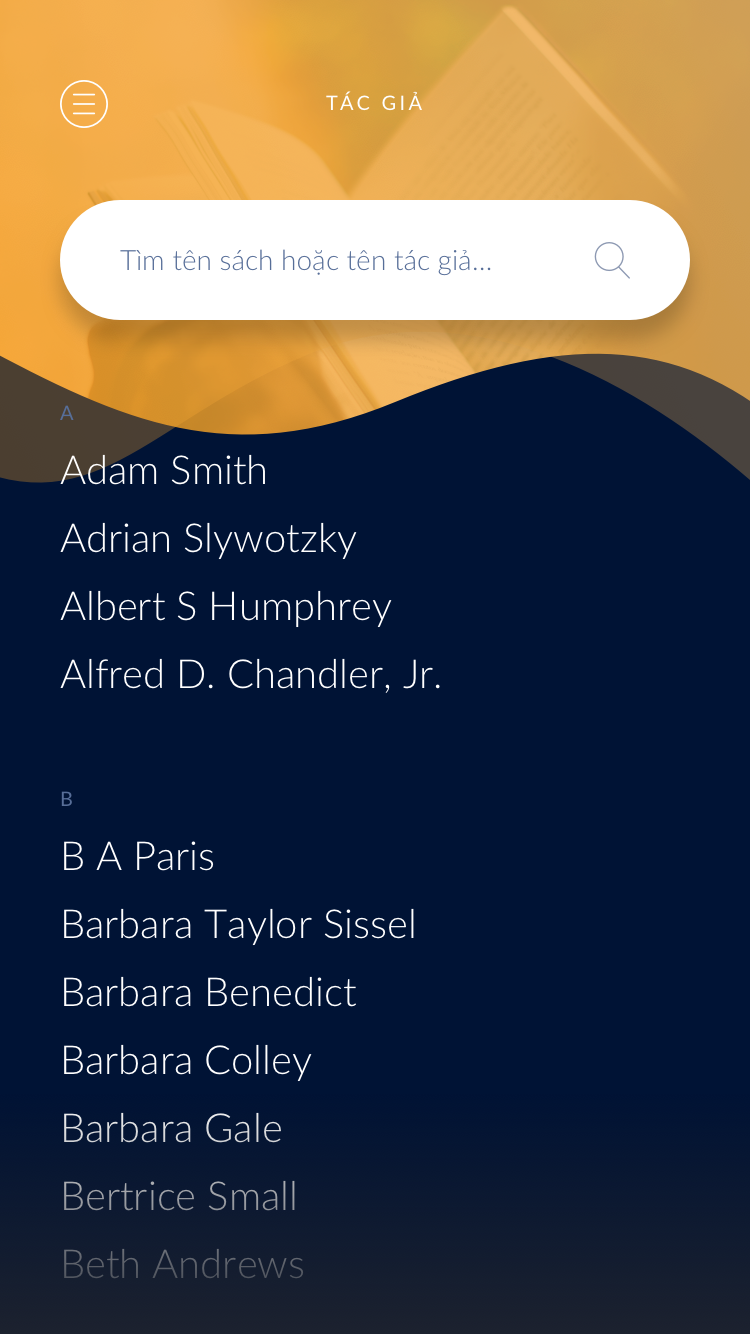 TÁC GIẢ
Tìm tên sách hoặc tên tác giả...
A
Adam Smith
Adrian Slywotzky
Albert S Humphrey
Alfred D. Chandler, Jr.
B
B A Paris
Barbara Taylor Sissel
Barbara Benedict
Barbara Colley
Barbara Gale
Bertrice Small
Beth Andrews